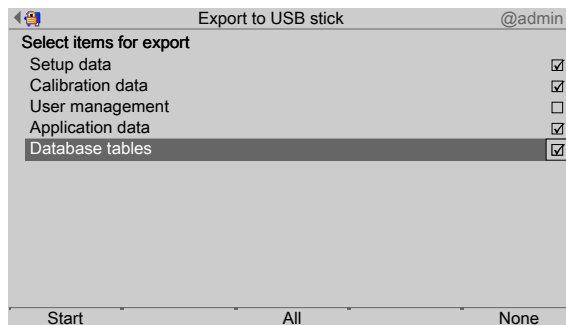 Export to USB stick @admin
Select items for export
Setup data
Calibration data
User management
Application data
Database tables
Start All None